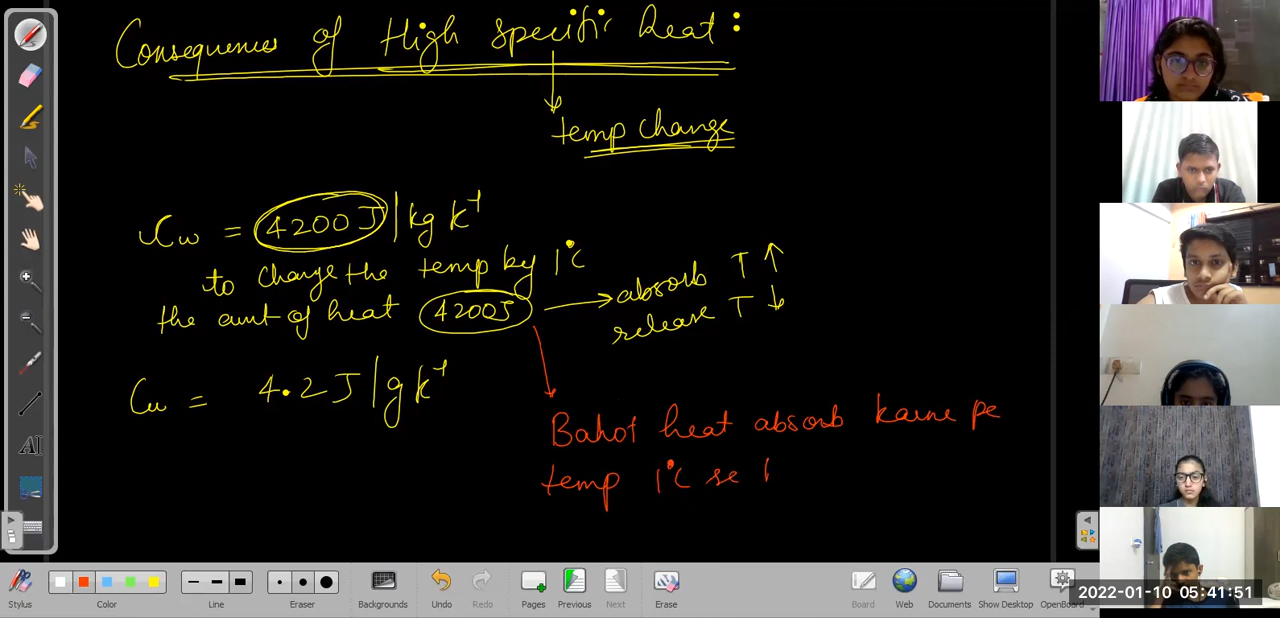 Consequences of High Specific heat :
temp change
Cw = 4200 J | kg k⁻¹
to change the temp by 1°C
the amt of heat 4200J → absorb T ↑
release T ↓
Cw = 4.2 J | g k⁻¹
Bahot heat absorb karne pe
temp 1°C se
Stylus
Color
Line
Eraser
Backgrounds
Undo
Redo
Pages
Previous
Next
Erase
Board
Web
Documents
Show Desktop
OpenBoard
2022-01-10 05:41:51